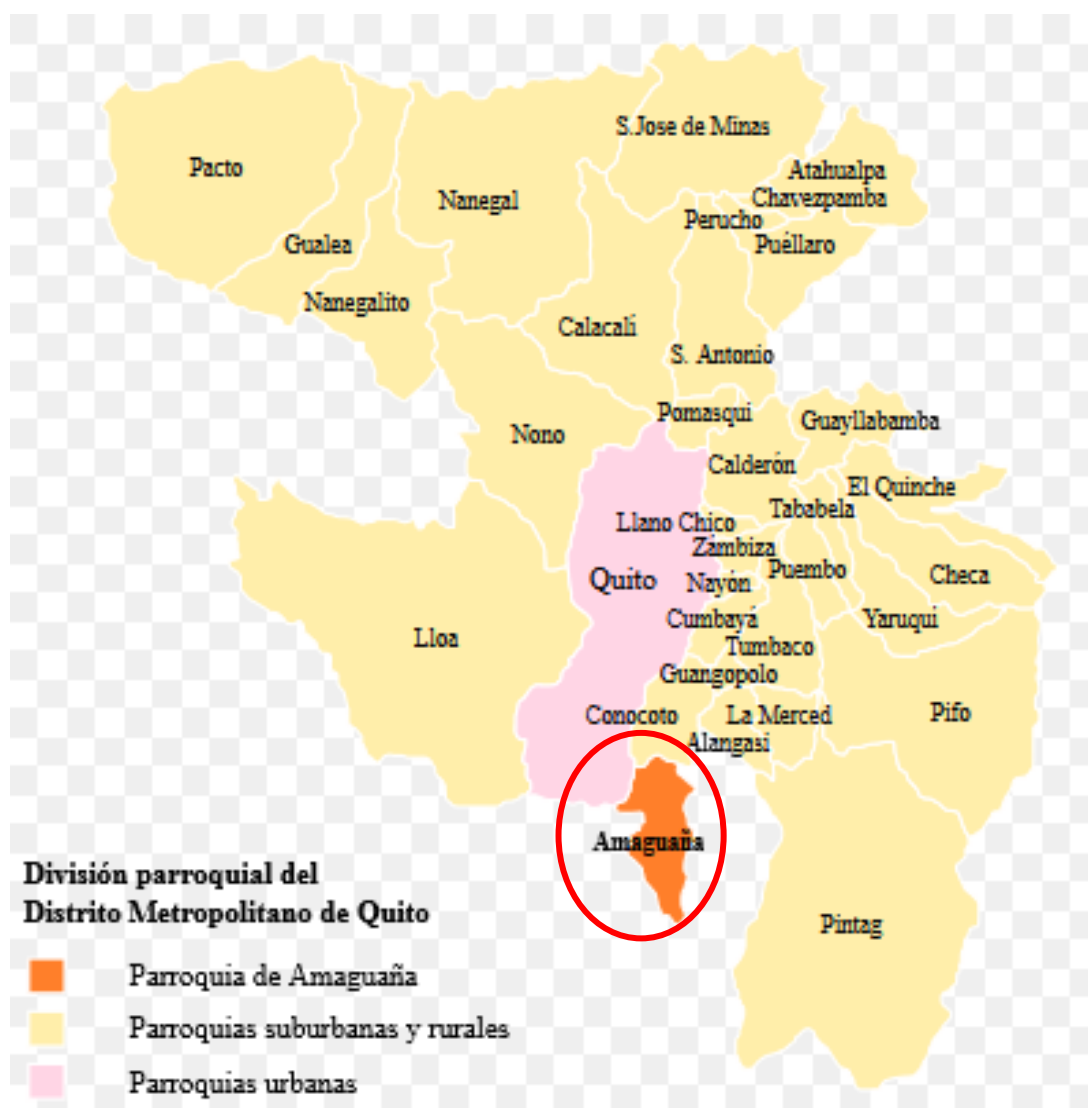 S.Jose de Minas
Pacto
Atahualpa
Nanegal
Chavezpamba
Perucho
Gualea
Puéllaro
Nanegalito
Calacalí
S. Antonio
Pomasqui
Guayllabamba
Nono
Calderón
El Quinche
Tababela
Llano Chico
Zámbiza
Puembo
Checa
Quito
Nayón
Cumbayá
Yaruqui
Lloa
Tumbaco
Guangopolo
Pifo
Conocoto
La Merced
Alangasí
Amaguaña
División parroquial del
Distrito Metropolitano de Quito
Pintag
Parroquia de Amaguaña
Parroquias suburbanas y rurales
Parroquias urbanas